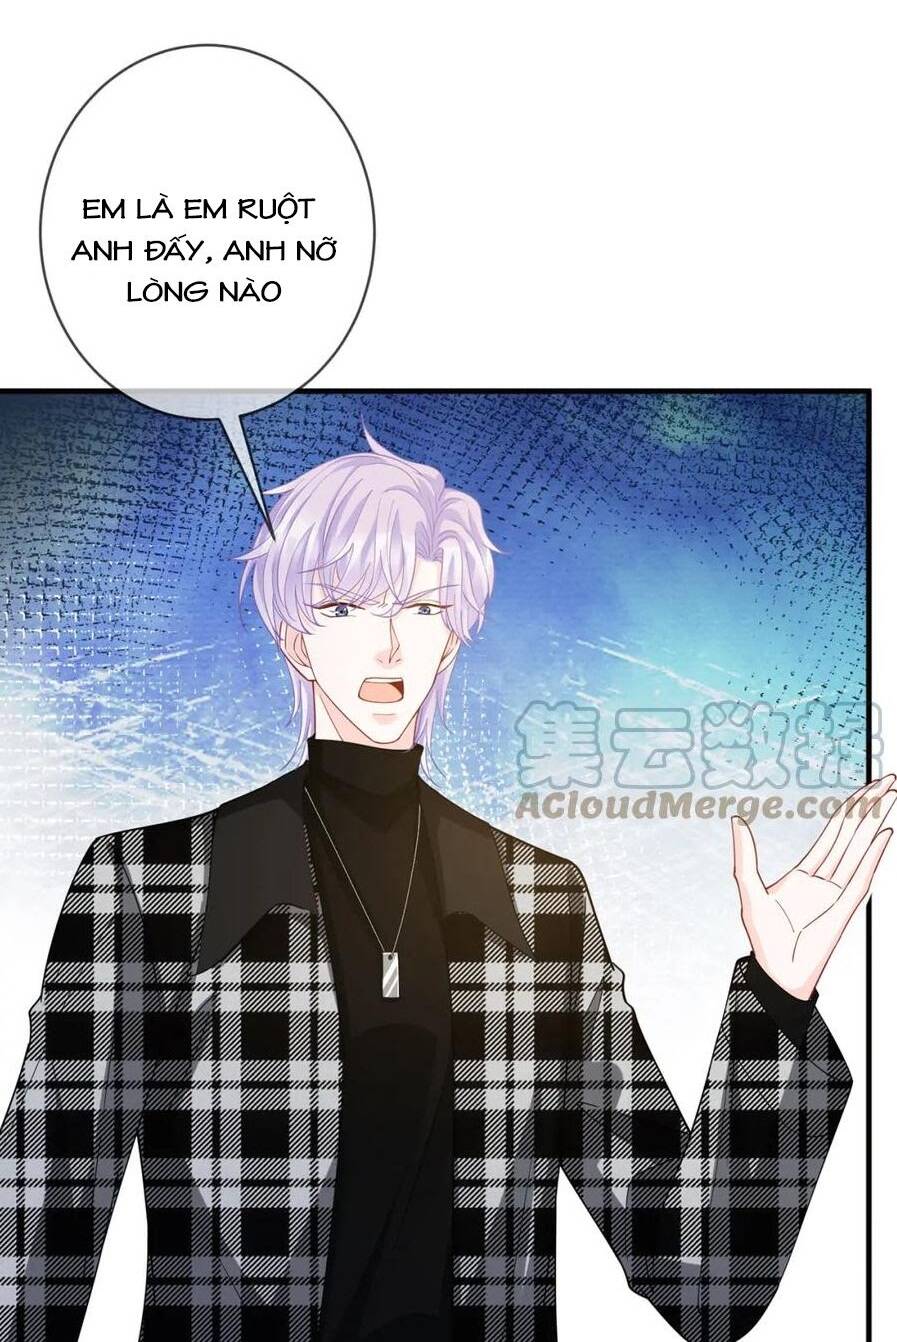 EM LÀ EM RUỘT
ANH ĐẤY, ANH NỠ
LÒNG NÀO
集云数据
ACloudMerge.com